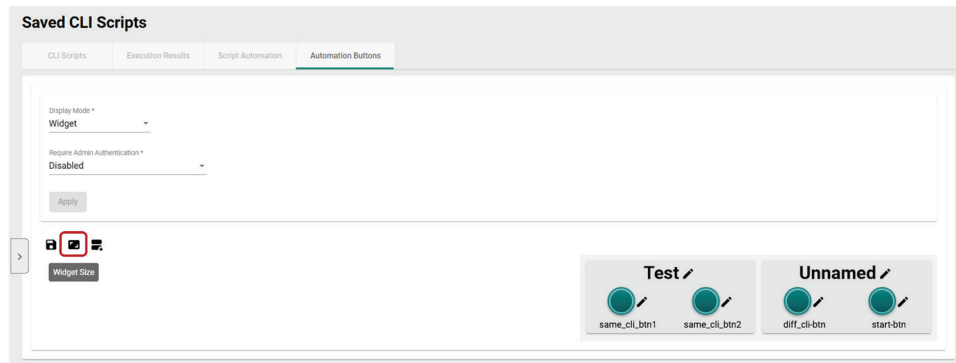 Saved CLI Scripts
CLI Scripts Execution Results Script Automation Automation Buttons
Display Mode *
Widget
Require Admin Authentication *
Disabled
Apply
Widget Size
Test Unnamed
same_cli_btn1 same_cli_btn2 diff_cli-btn start-btn